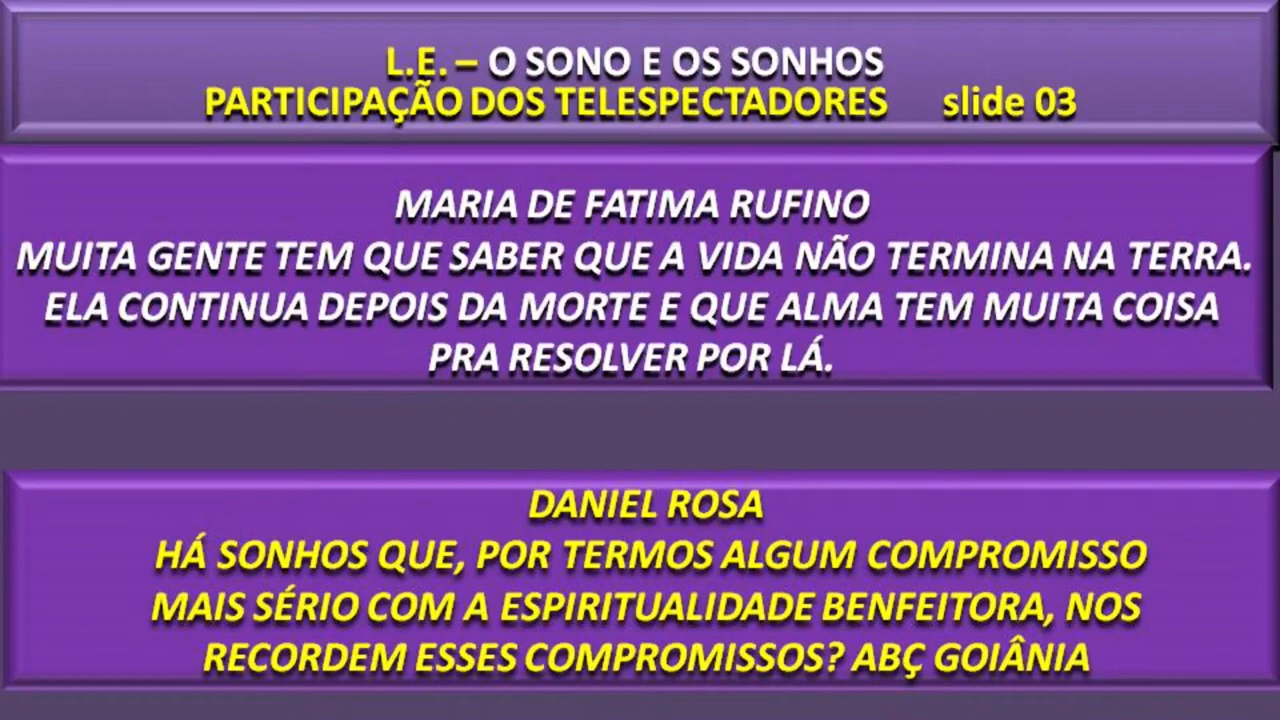 L.E. – O SONO E OS SONHOS
PARTICIPAÇÃO DOS TELESPECTADORES slide 03
MARIA DE FATIMA RUFINO
MUITA GENTE TEM QUE SABER QUE A VIDA NÃO TERMINA NA TERRA.
ELA CONTINUA DEPOIS DA MORTE E QUE ALMA TEM MUITA COISA
PRA RESOLVER POR LÁ.
DANIEL ROSA
HÁ SONHOS QUE, POR TERMOS ALGUM COMPROMISSO
MAIS SÉRIO COM A ESPIRITUALIDADE BENFEITORA, NOS
RECORDEM ESSES COMPROMISSOS? ABÇ GOIÂNIA